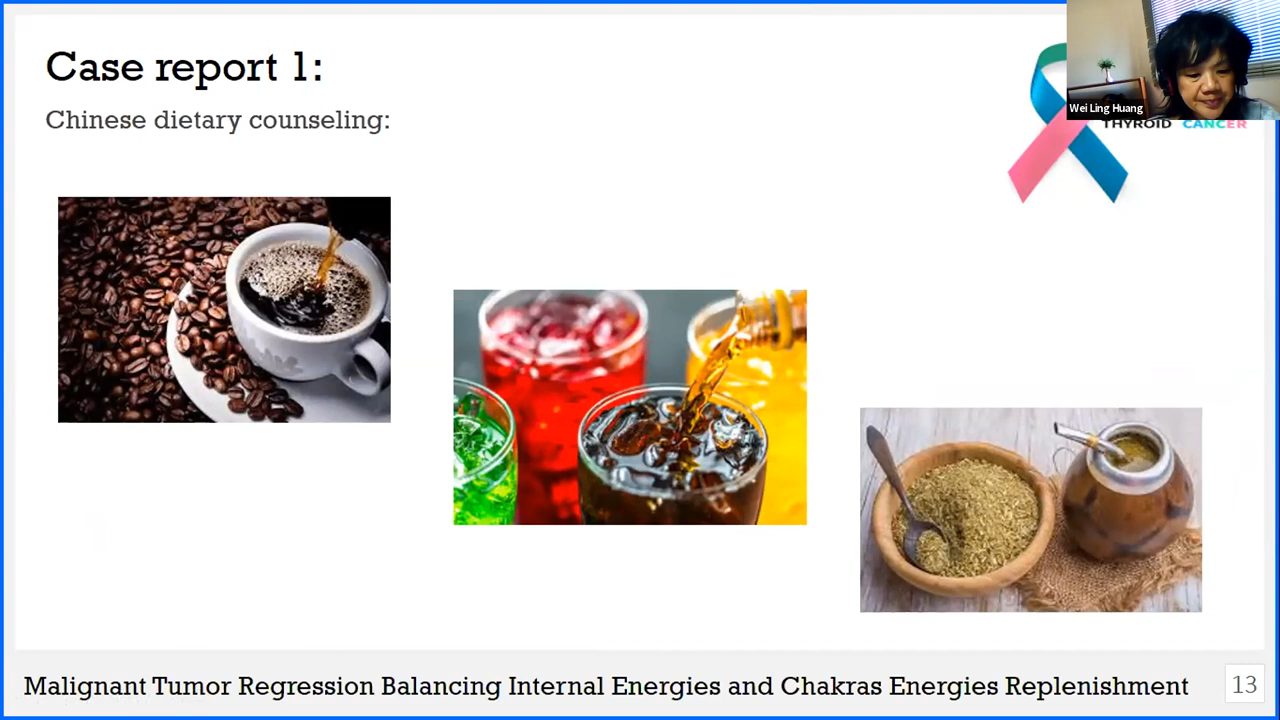 Case report 1:
Chinese dietary counseling:
Wei Ling Huang
THYROID CANCER
Malignant Tumor Regression Balancing Internal Energies and Chakras Energies Replenishment
13